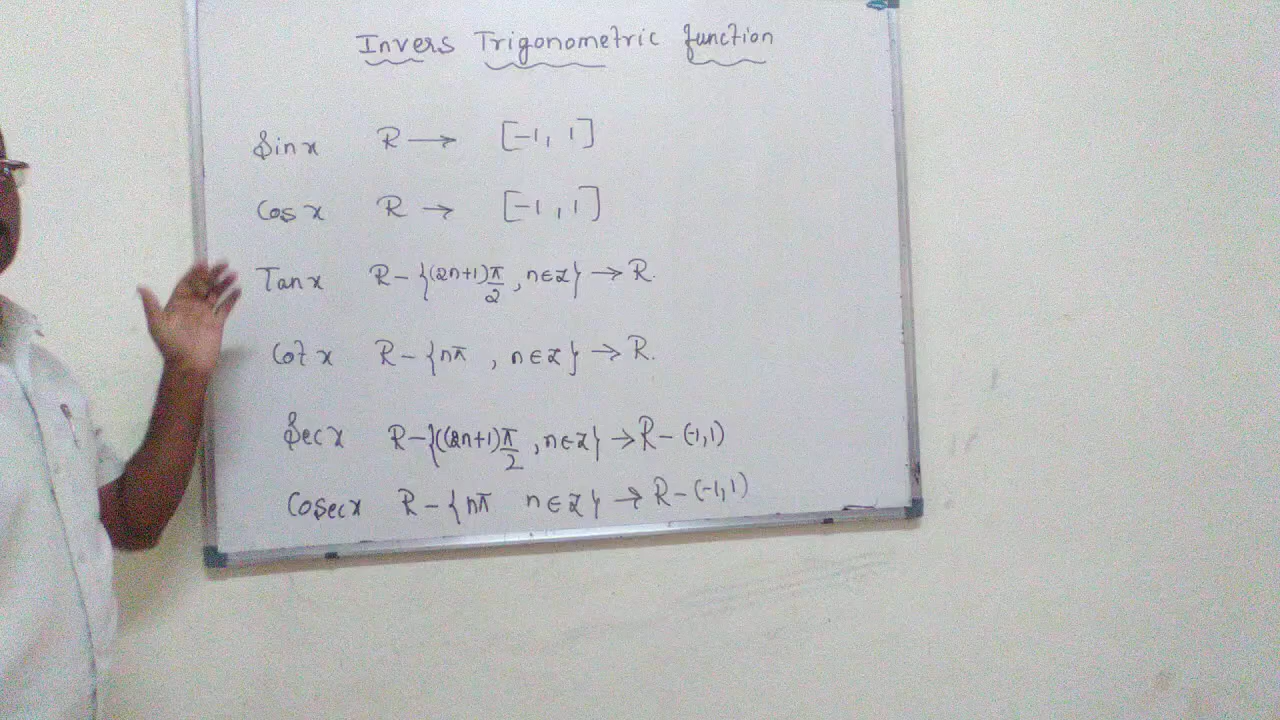 Invers Trigonometric function
Sin x R → [-1, 1]
Cos x R → [-1, 1]
Tan x R - {(2n+1)π/2, n∈Z} → R.
Cot x R - {nπ , n∈Z} → R.
Sec x R - {((2n+1)π/2, n∈Z} → R - (-1,1)
Cosec x R - {nπ n∈Z} → R - (-1,1)